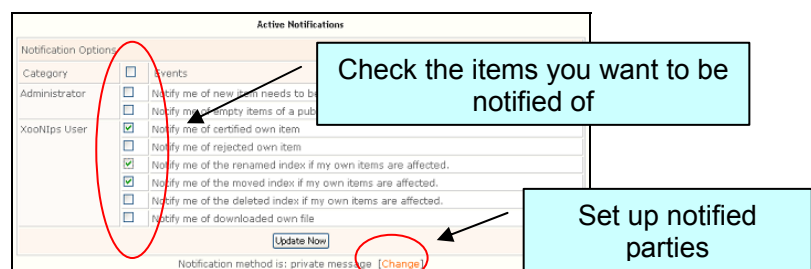 Active Notifications
Notification Options
Category Events
Administrator Notify me of new item needs to be
Notify me of empty items of a pub
XooNIps User Notify me of certified own item
Notify me of rejected own item
Notify me of the renamed index if my own items are affected.
Notify me of the moved index if my own items are affected.
Notify me of the deleted index if my own items are affected.
Notify me of downloaded own file
Update Now
Notification method is: private message [Change]
Check the items you want to be
notified of
Set up notified
parties